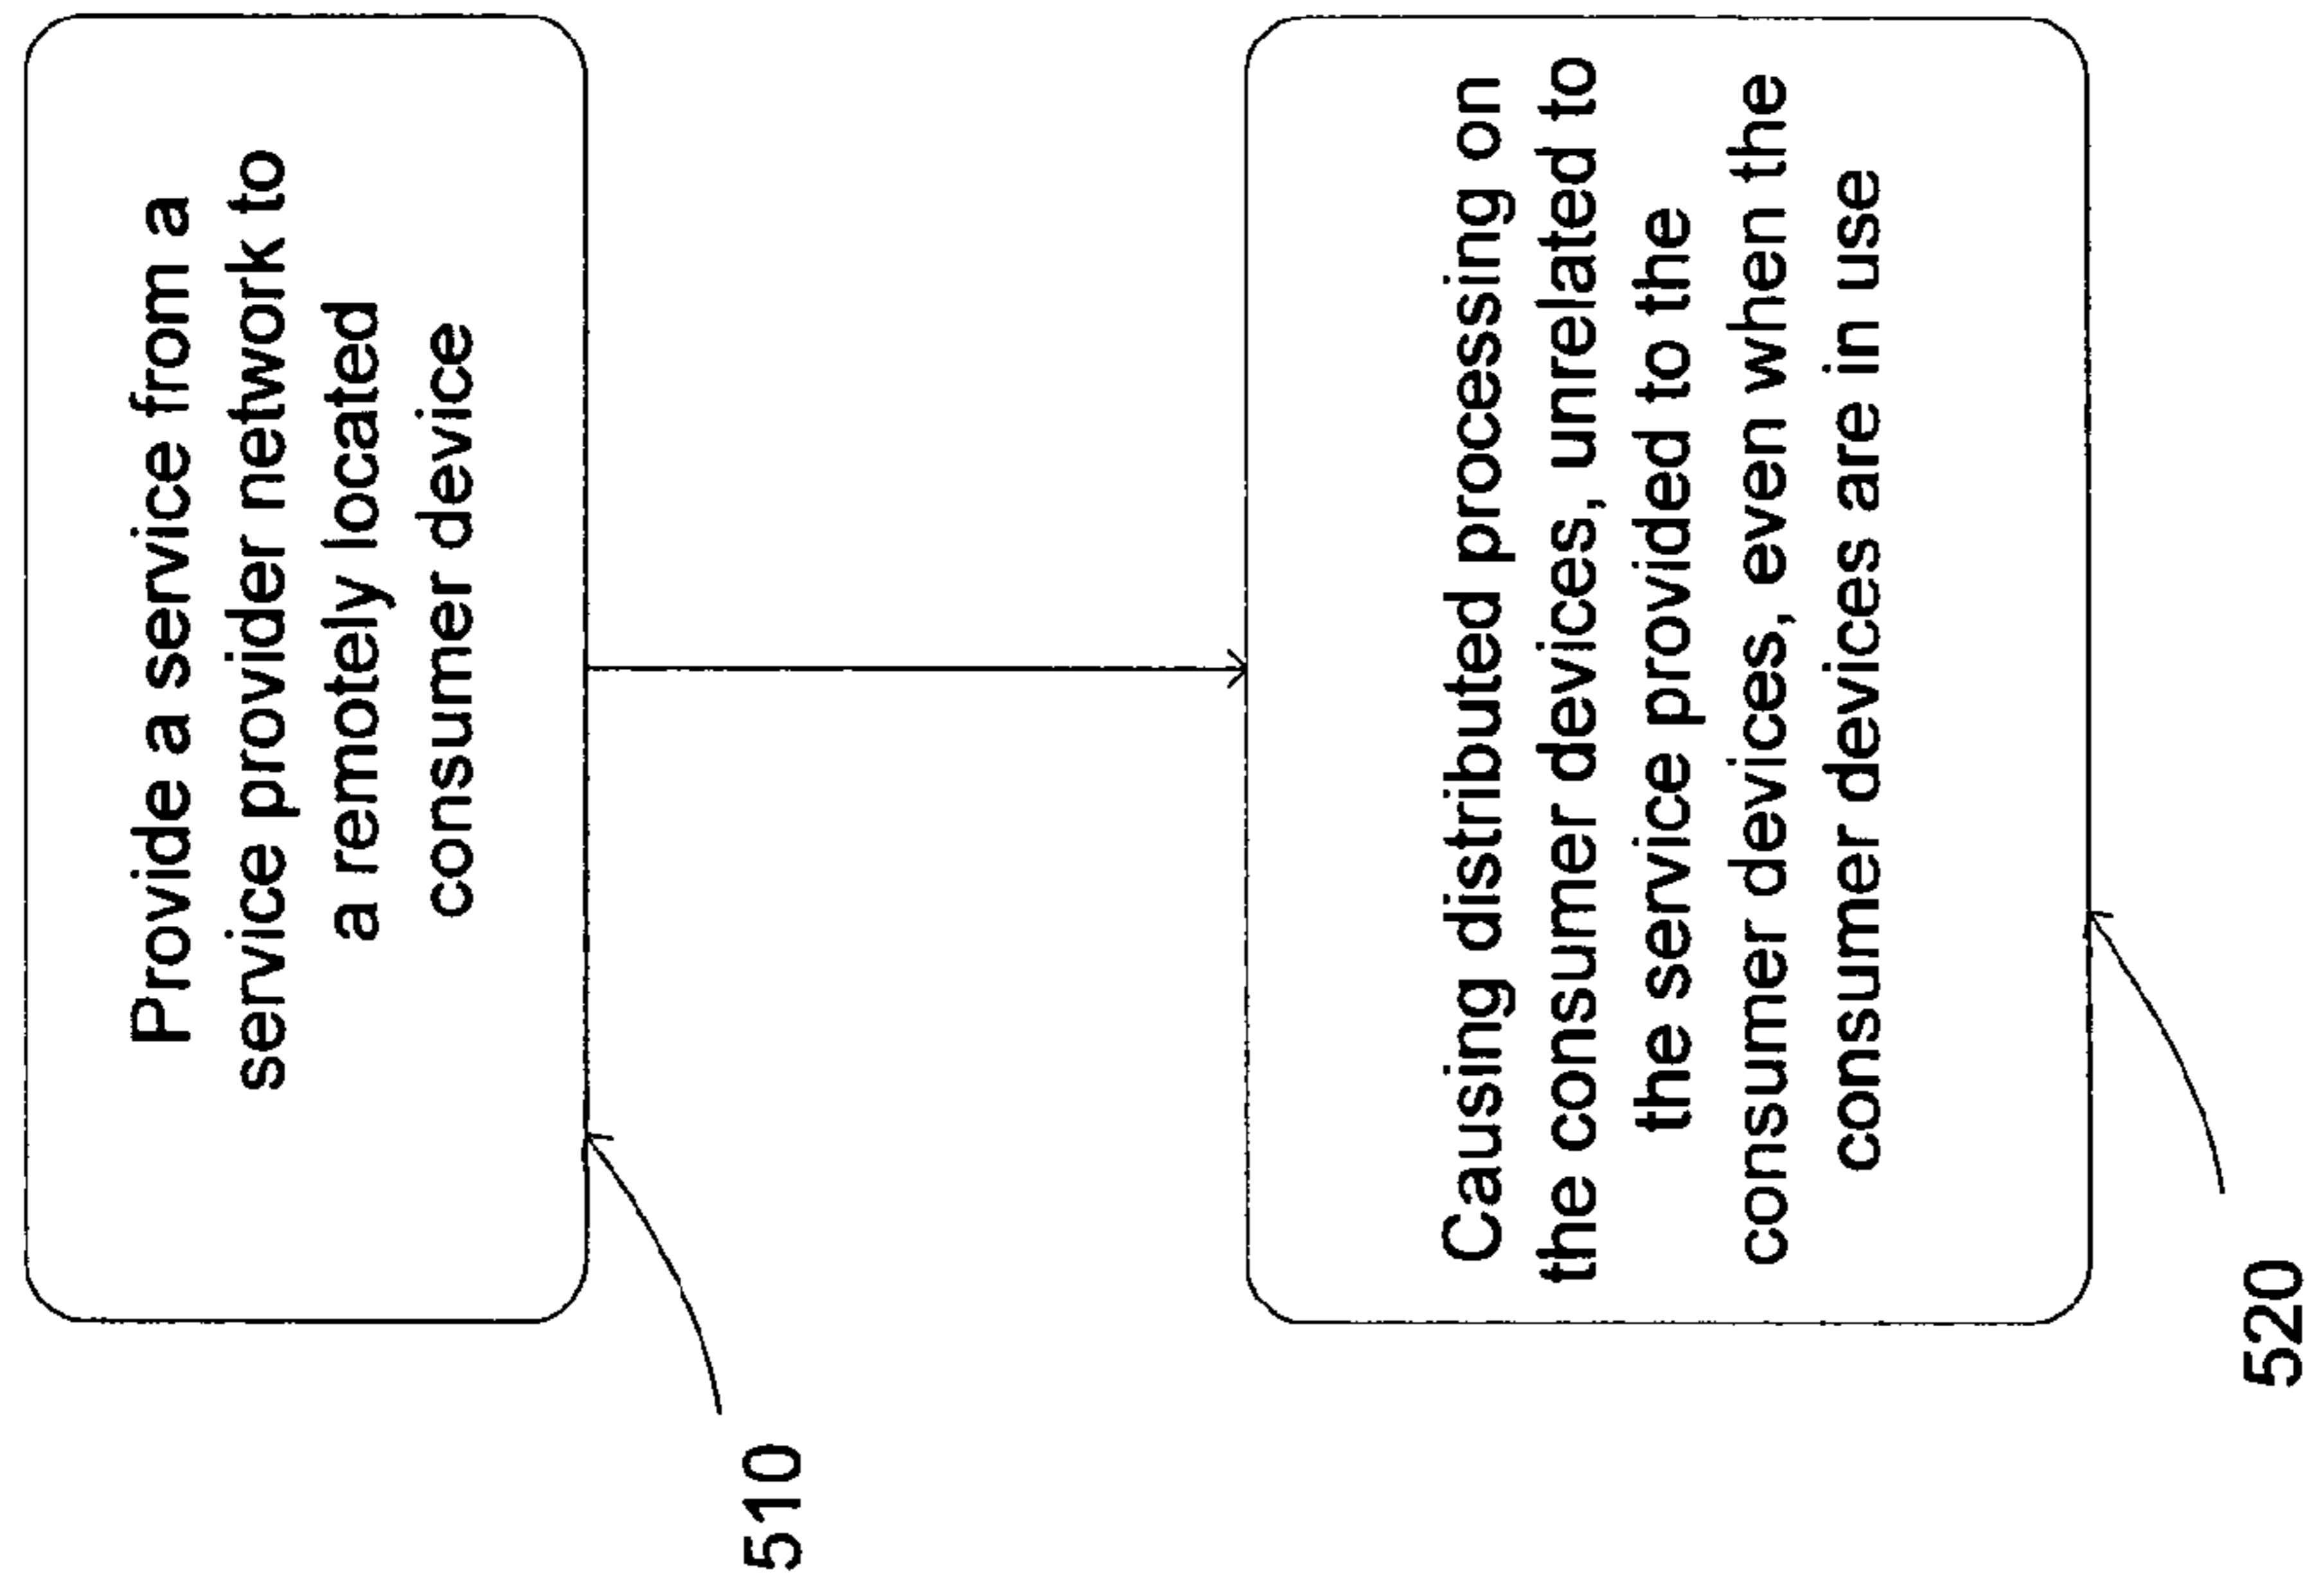 Provide a service from a
service provider network to
a remotely located
consumer device
510
Causing distributed processing on
the consumer devices, unrelated to
the service provided to the
consumer devices, even when the
consumer devices are in use
520